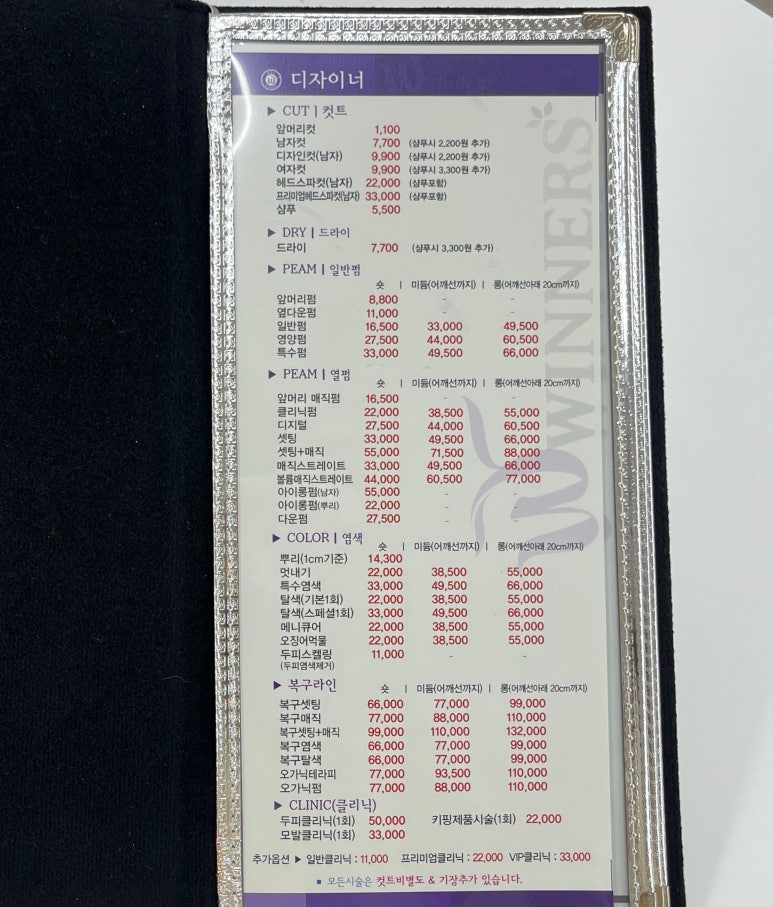 디자이너
▶ CUT | 컷트
앞머리컷 1,100
남자컷 7,700 (샴푸시 2,200원 추가)
디자인컷(남자) 9,900 (샴푸시 2,200원 추가)
여자컷 9,900 (샴푸시 3,300원 추가)
헤드스파컷(남자) 22,000 (샴푸포함)
프리미엄헤드스파컷(남자) 33,000 (샴푸포함)
샴푸 5,500
▶ DRY | 드라이
드라이 7,700 (샴푸시 3,300원 추가)
▶ PEAM | 일반펌
숏 | 미듐(어깨선까지) | 롱(어깨선아래 20cm까지)
앞머리펌 8,800 - -
옆다운펌 11,000 - -
일반펌 16,500 33,000 49,500
영양펌 27,500 44,000 60,500
특수펌 33,000 49,500 66,000
▶ PEAM | 열펌
숏 | 미듐(어깨선까지) | 롱(어깨선아래 20cm까지)
앞머리 매직펌 16,500 - -
클리닉펌 22,000 38,500 55,000
디지털 27,500 44,000 60,500
셋팅 33,000 49,500 66,000
셋팅+매직 55,000 71,500 88,000
매직스트레이트 33,000 49,500 66,000
볼륨매직스트레이트 44,000 60,500 77,000
아이롱펌(남자) 55,000 - -
아이롱펌(뿌리) 22,000 - -
다운펌 27,500 - -
▶ COLOR | 염색
숏 | 미듐(어깨선까지) | 롱(어깨선아래 20cm까지)
뿌리(1cm기준) 14,300
멋내기 22,000 38,500 55,000
특수염색 33,000 49,500 66,000
탈색(기본1회) 22,000 38,500 55,000
탈색(스페셜1회) 33,000 49,500 66,000
메니큐어 22,000 38,500 55,000
오징어먹물 22,000 38,500 55,000
두피스켈링 11,000 - -
(두피염색제거)
▶ 복구라인
숏 | 미듐(어깨선까지) | 롱(어깨선아래 20cm까지)
복구셋팅 66,000 77,000 99,000
복구매직 77,000 88,000 110,000
복구셋팅+매직 99,000 110,000 132,000
복구염색 66,000 77,000 99,000
복구탈색 66,000 77,000 99,000
오가닉테라피 77,000 93,500 110,000
오가닉펌 77,000 88,000 110,000
▶ CLINIC(클리닉)
두피클리닉(1회) 50,000 키핑제품시술(1회) 22,000
모발클리닉(1회) 33,000
추가옵션 ▶ 일반클리닉 : 11,000 프리미엄클리닉 : 22,000 VIP클리닉 : 33,000
■ 모든시술은 컷트비별도 & 기장추가 있습니다.
WINNERS